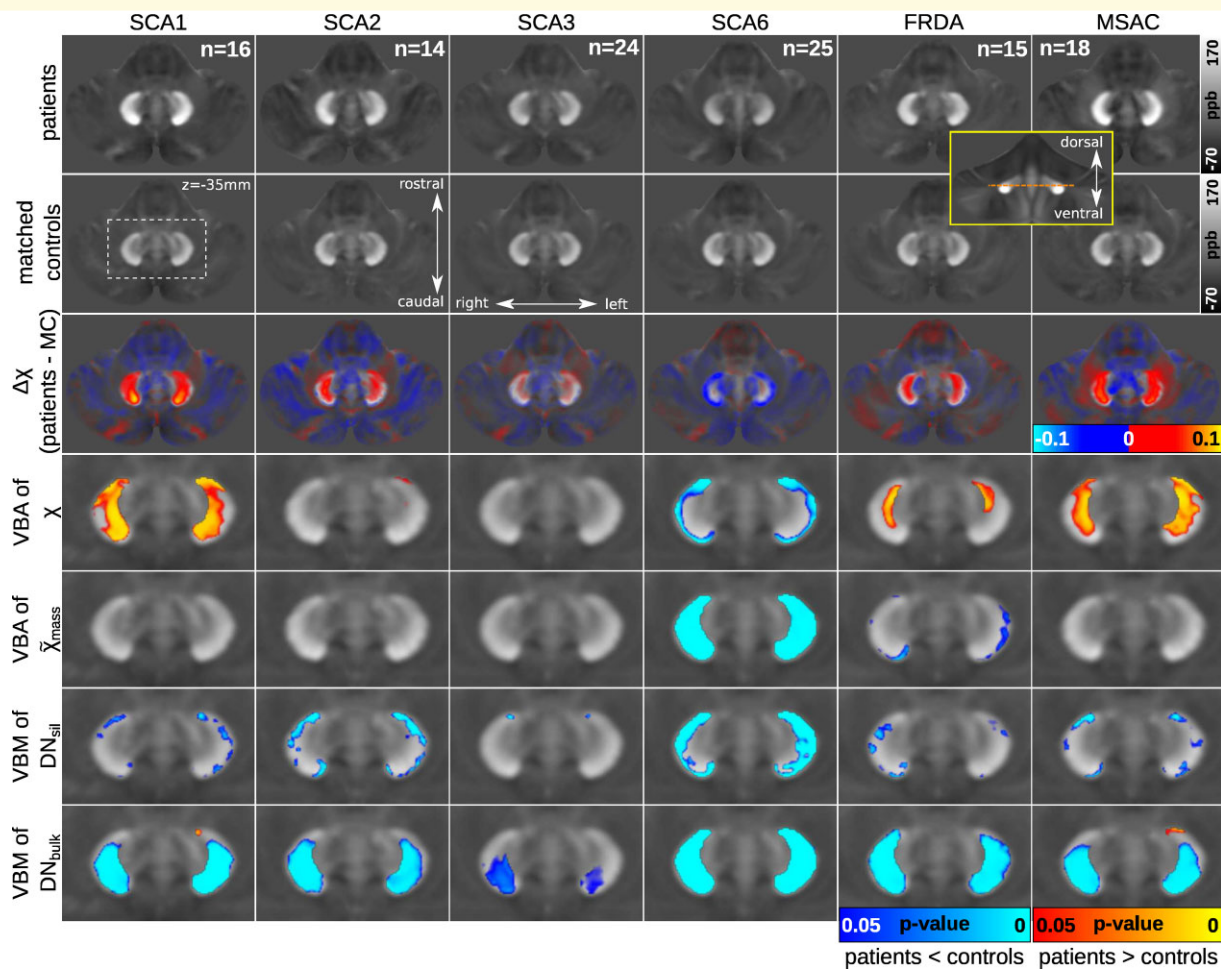 SCA1 SCA2 SCA3 SCA6 FRDA MSAC
patients
n=16 n=14 n=24 n=25 n=15 n=18
170
ppb
-70
dorsal
ventral
matched
controls
z=-35mm
rostral
caudal
right left
170
ppb
-70
Δχ
(patients - MC)
-0.1 0 0.1
VBA of
χ
VBA of
χ̃mass
VBM of
DNsil
VBM of
DNbulk
0.05 p-value 0
patients < controls
0.05 p-value 0
patients > controls